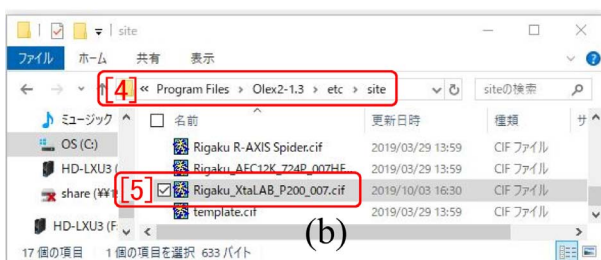 site
ファイル ホーム 共有 表示
[4] « Program Files › Olex2-1.3 › etc › site siteの検索
ミュージック 名前 更新日時 種類 サ
OS (C:) Rigaku R-AXIS Spider.cif 2019/03/29 13:59 CIF ファイル
HD-LXU3 ( Rigaku_AFC12K_724P_007HF... 2019/03/29 13:59 CIF ファイル
share (¥¥ [5] Rigaku_XtaLAB_P200_007.cif 2019/10/03 16:30 CIF ファイル
template.cif 2019/03/29 13:59 CIF ファイル
HD-LXU3 (F: (b)
17 個の項目 1 個の項目を選択 633 バイト